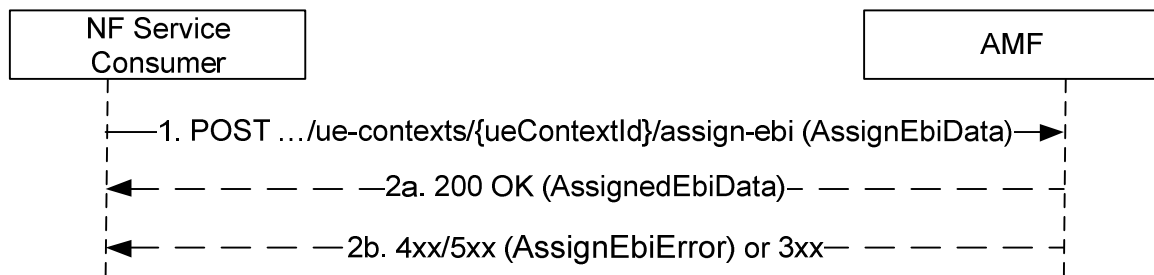 NF Service
Consumer
AMF
1. POST …/ue-contexts/{ueContextId}/assign-ebi (AssignEbiData)
2a. 200 OK (AssignedEbiData)
2b. 4xx/5xx (AssignEbiError) or 3xx